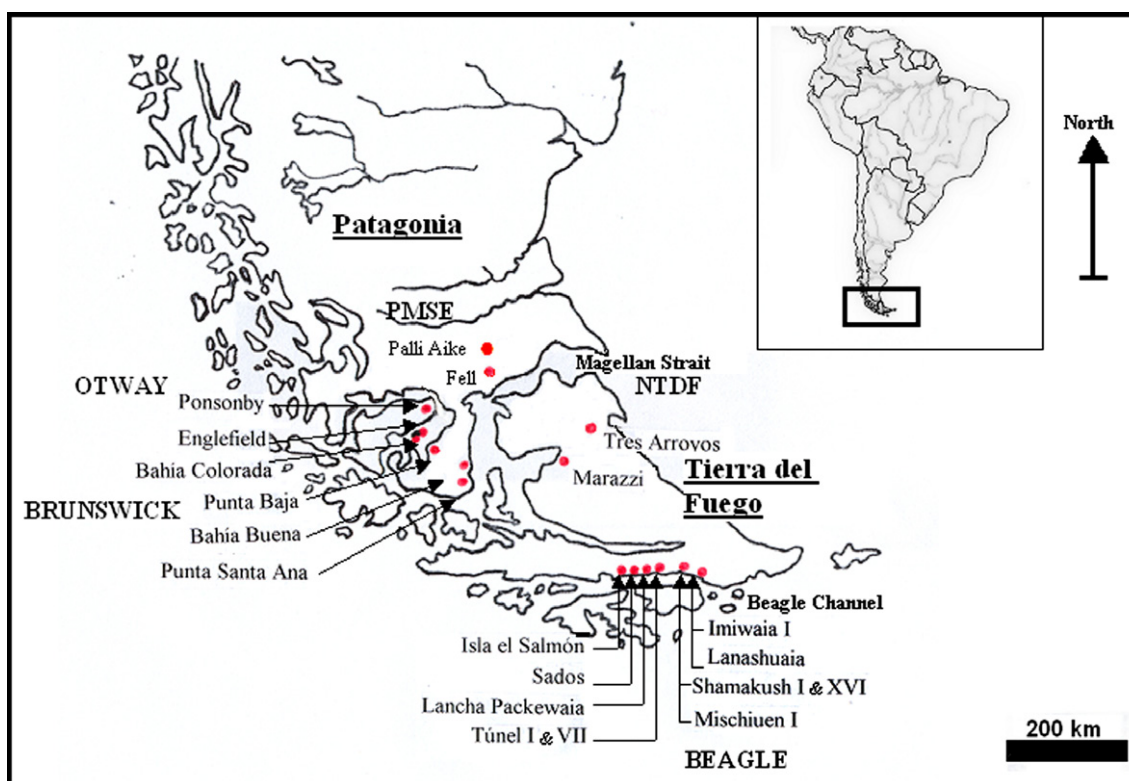 North
Patagonia
PMSE
Palli Aike
Magellan Strait
Fell
NTDF
OTWAY
Ponsonby
Englefield
Tres Arrovos
Bahía Colorada
Tierra del
Marazzi
Punta Baja
Fuego
BRUNSWICK
Bahía Buena
Punta Santa Ana
Beagle Channel
Imiwaia I
Isla el Salmón
Lanashuaia
Sados
Shamakush I & XVI
Lancha Packewaia
Mischiuen I
Túnel I & VII
200 km
BEAGLE